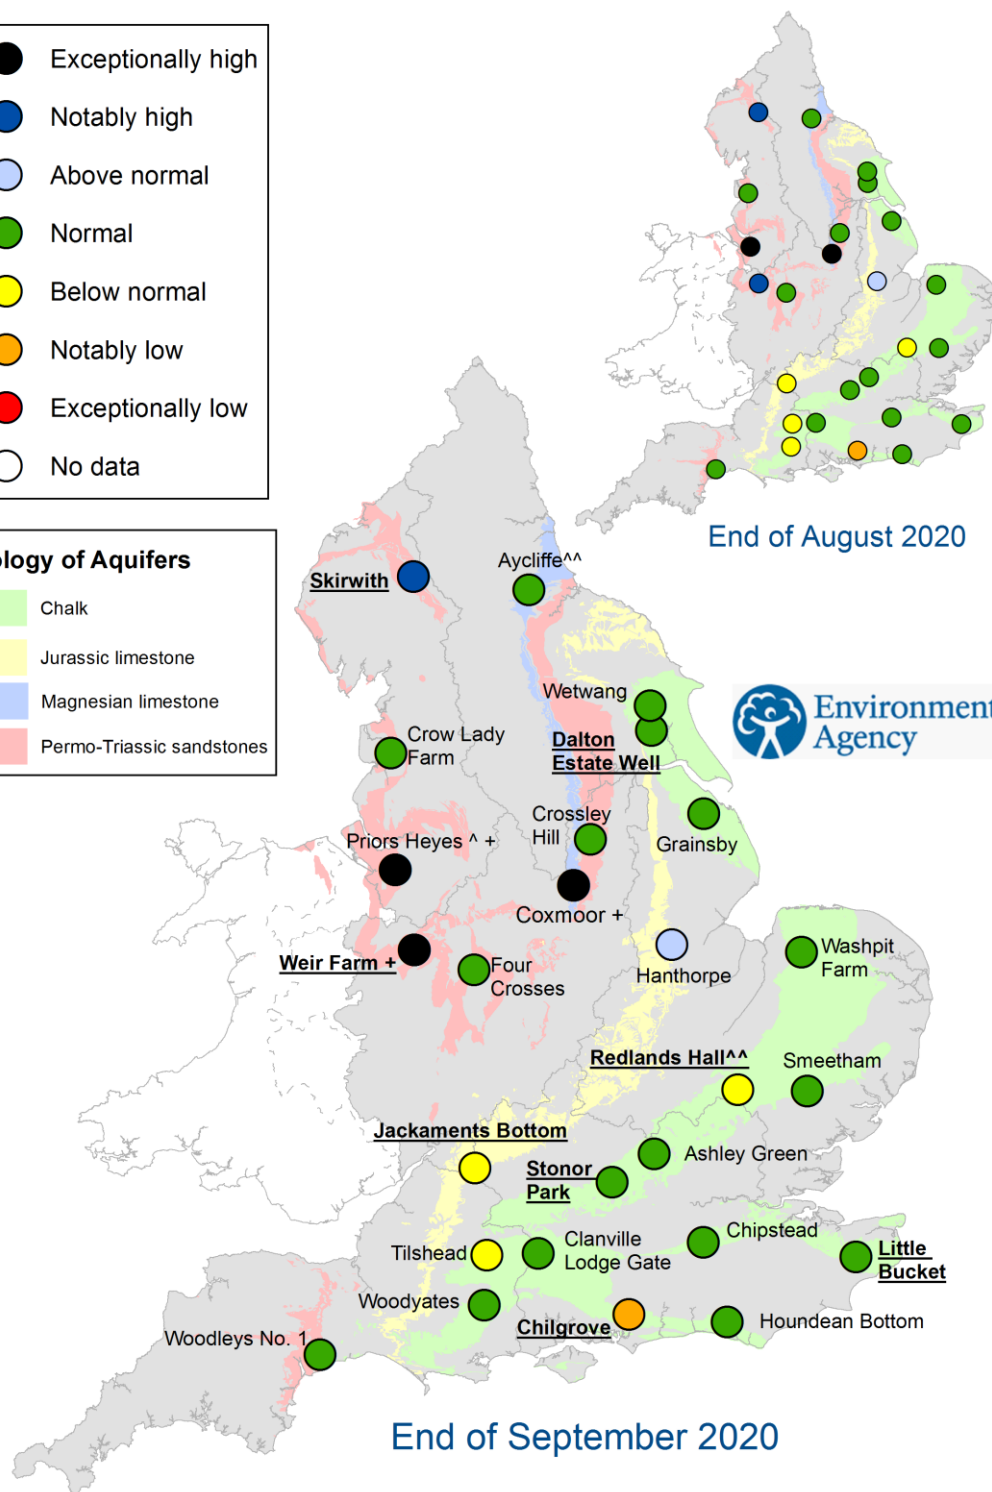 Exceptionally high
Notably high
Above normal
Normal
Below normal
Notably low
Exceptionally low
No data
ology of Aquifers
Chalk
Jurassic limestone
Magnesian limestone
Permo-Triassic sandstones
End of August 2020
Environment
Agency
Skirwith
Aycliffe^^
Wetwang
Dalton
Estate Well
Crow Lady
Farm
Crossley
Hill
Grainsby
Priors Heyes ^ +
Coxmoor +
Weir Farm +
Four
Crosses
Hanthorpe
Washpit
Farm
Redlands Hall^^
Smeetham
Jackaments Bottom
Ashley Green
Stonor
Park
Chipstead
Clanville
Lodge Gate
Tilshead
Little
Bucket
Woodyates
Chilgrove
Houndean Bottom
Woodleys No. 1
End of September 2020